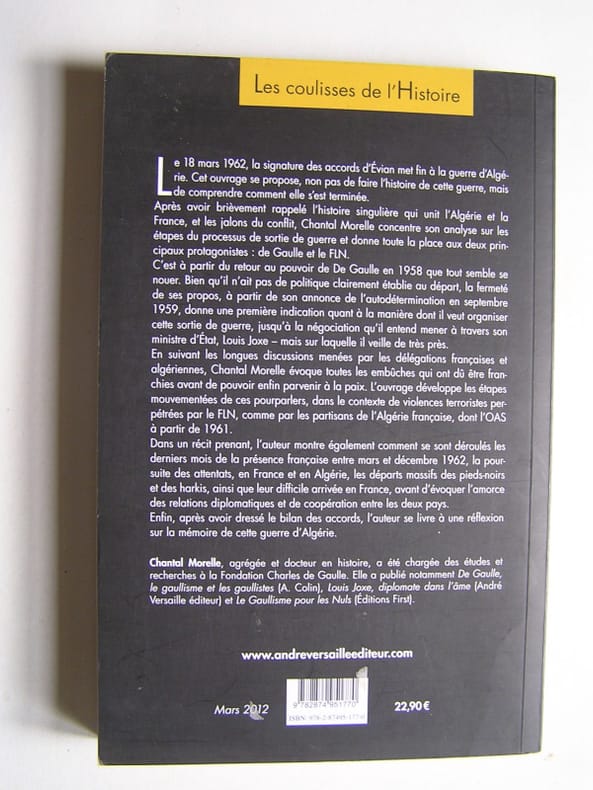 Les coulisses de l'Histoire
Le 18 mars 1962, la signature des accords d'Évian met fin à la guerre d'Algé-
rie. Cet ouvrage se propose, non pas de faire l'histoire de cette guerre, mais
de comprendre comment elle s'est terminée.
Après avoir brièvement rappelé l'histoire singulière qui unit l'Algérie et la
France, et les jalons du conflit, Chantal Morelle concentre son analyse sur les
étapes du processus de sortie de guerre et donne toute la place aux deux prin-
cipaux protagonistes : de Gaulle et le FLN.
C'est à partir du retour au pouvoir de De Gaulle en 1958 que tout semble se
nouer. Bien qu'il n'ait pas de politique clairement établie au départ, la fermeté
de ses propos, à partir de son annonce de l'autodétermination en septembre
1959, donne une première indication quant à la manière dont il veut organiser
cette sortie de guerre, jusqu'à la négociation qu'il entend mener à travers son
ministre d'État, Louis Joxe – mais sur laquelle il veille de très près.
En suivant les longues discussions menées par les délégations françaises et
algériennes, Chantal Morelle évoque toutes les embûches qui ont dû être fran-
chies avant de pouvoir enfin parvenir à la paix. L'ouvrage développe les étapes
mouvementées de ces pourparlers, dans le contexte de violences terroristes per-
pétrées par le FLN, comme par les partisans de l'Algérie française, dont l'OAS
à partir de 1961.
Dans un récit prenant, l'auteur montre également comment se sont déroulés les
derniers mois de la présence française entre mars et décembre 1962, la pour-
suite des attentats, en France et en Algérie, les départs massifs des pieds-noirs
et des harkis, ainsi que leur difficile arrivée en France, avant d'évoquer l'amorce
des relations diplomatiques et de coopération entre les deux pays.
Enfin, après avoir dressé le bilan des accords, l'auteur se livre à une réflexion
sur la mémoire de cette guerre d'Algérie.
Chantal Morelle, agrégée et docteur en histoire, a été chargée des études et
recherches à la Fondation Charles de Gaulle. Elle a publié notamment De Gaulle,
le gaullisme et les gaullistes (A. Colin), Louis Joxe, diplomate dans l'âme (André
Versaille éditeur) et Le Gaullisme pour les Nuls (Éditions First).
www.andreversailleediteur.com
9 782874 951770
Mars 2012
ISBN: 978-2-87495-177-0
22,90 €